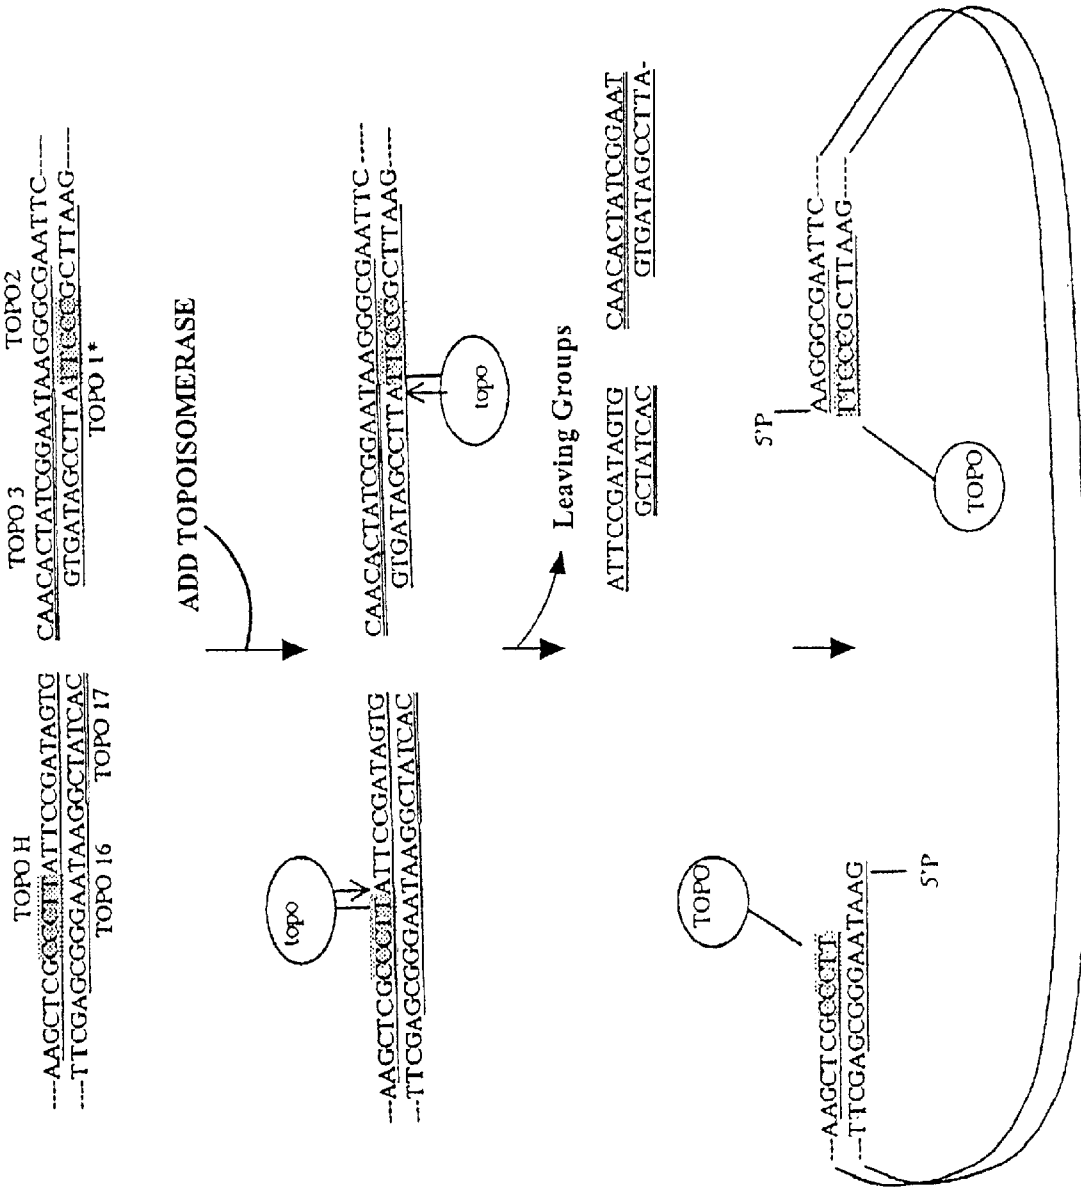 TOPO H TOPO 3 TOPO2
---AAGCTCGCCCTTATTCCGATAGTG CAACACTATCGGAATAAGGGCGAATTC-----
----TTCGAGCGGGAATAAGGCTATCAC GTGATAGCCTTATTCCCGCTTAAG-----
TOPO 16 TOPO 17 TOPO 1*
ADD TOPOISOMERASE
topo
---AAGCTCGCCCTTATTCCGATAGTG CAACACTATCGGAATAAGGGCGAATTC-----
---TTCGAGCGGGAATAAGGCTATCAC GTGATAGCCTTATTCCCGCTTAAG-----
topo
Leaving Groups
ATTCCGATAGTG CAACACTATCGGAAT
GCTATCAC GTGATAGCCTTA-
TOPO 5'P
---AAGCTCGCCCTT AAGGGCGAATTC-----
---TTCGAGCGGGAATAAG TTCCCGCTTAAG-----
5'P TOPO